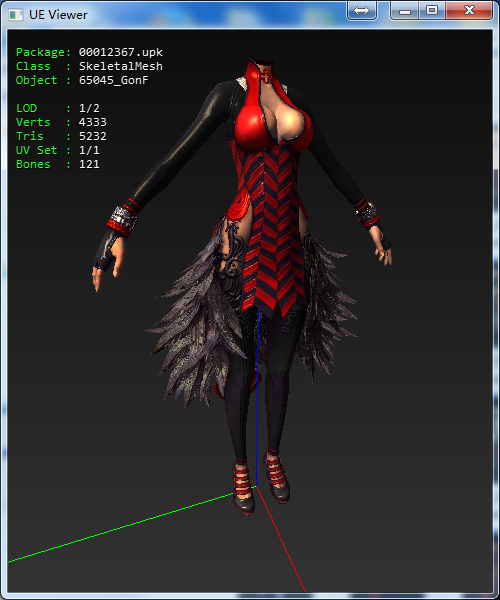 UE Viewer
Package: 00012367.upk
Class : SkeletalMesh
Object : 65045_GonF
LOD : 1/2
Verts : 4333
Tris : 5232
UV Set : 1/1
Bones : 121